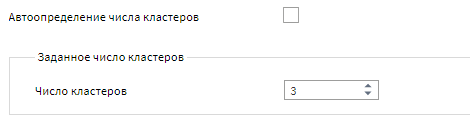 Автоопределение числа кластеров
Заданное число кластеров
Число кластеров 3